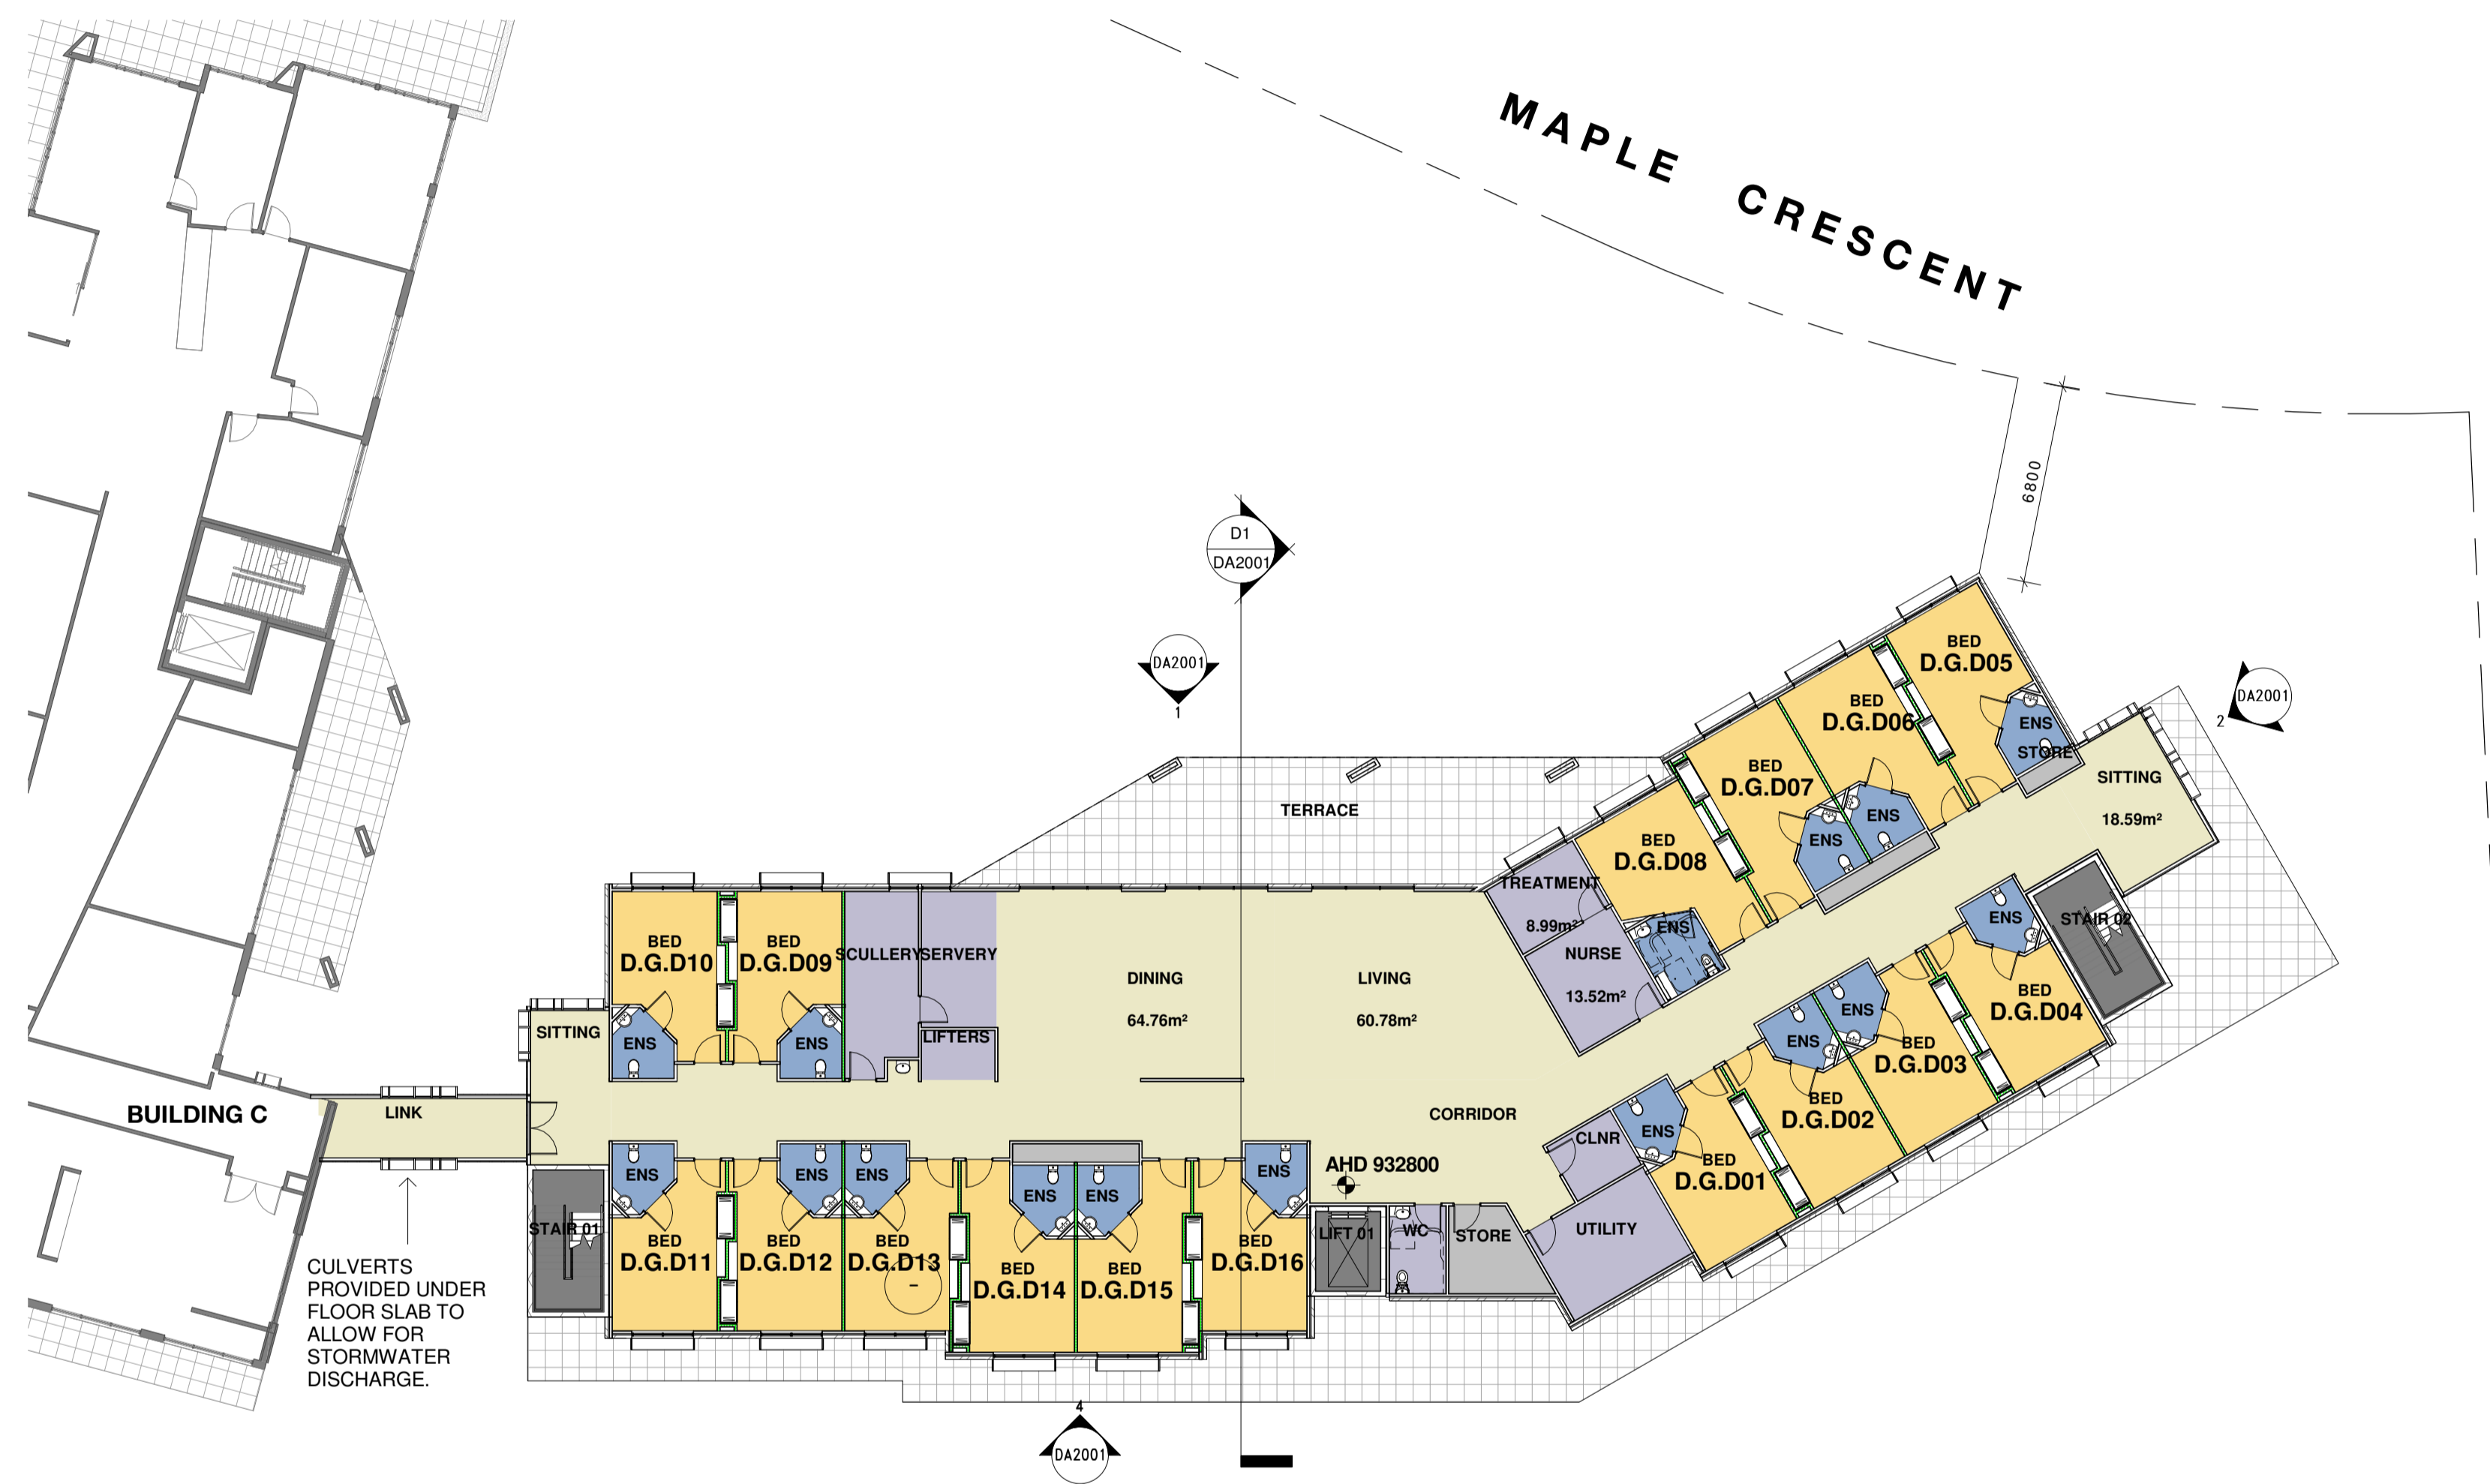 MAPLE CRESCENT
6800
D1
DA2001
DA2001
1
DA2001
2
BED
D.G.D05
ENS
STORE
BED
D.G.D06
ENS
BED
D.G.D07
ENS
BED
D.G.D08
ENS
SITTING
18.59m²
TERRACE
TREATMENT
8.99m²
NURSE
13.52m²
STAIR 02
ENS
BED
D.G.D04
ENS
BED
D.G.D03
ENS
BED
D.G.D02
ENS
BED
D.G.D01
CLNR
UTILITY
BED
D.G.D10
ENS
BED
D.G.D09
ENS
SCULLERY
SERVERY
LIFTERS
DINING
64.76m²
LIVING
60.78m²
SITTING
BUILDING C
LINK
CORRIDOR
AHD 932800
STAIR 01
ENS
BED
D.G.D11
ENS
BED
D.G.D12
ENS
BED
D.G.D13
ENS
BED
D.G.D14
ENS
BED
D.G.D15
ENS
BED
D.G.D16
LIFT 01
WC
STORE
CULVERTS
PROVIDED UNDER
FLOOR SLAB TO
ALLOW FOR
STORMWATER
DISCHARGE.
4
DA2001